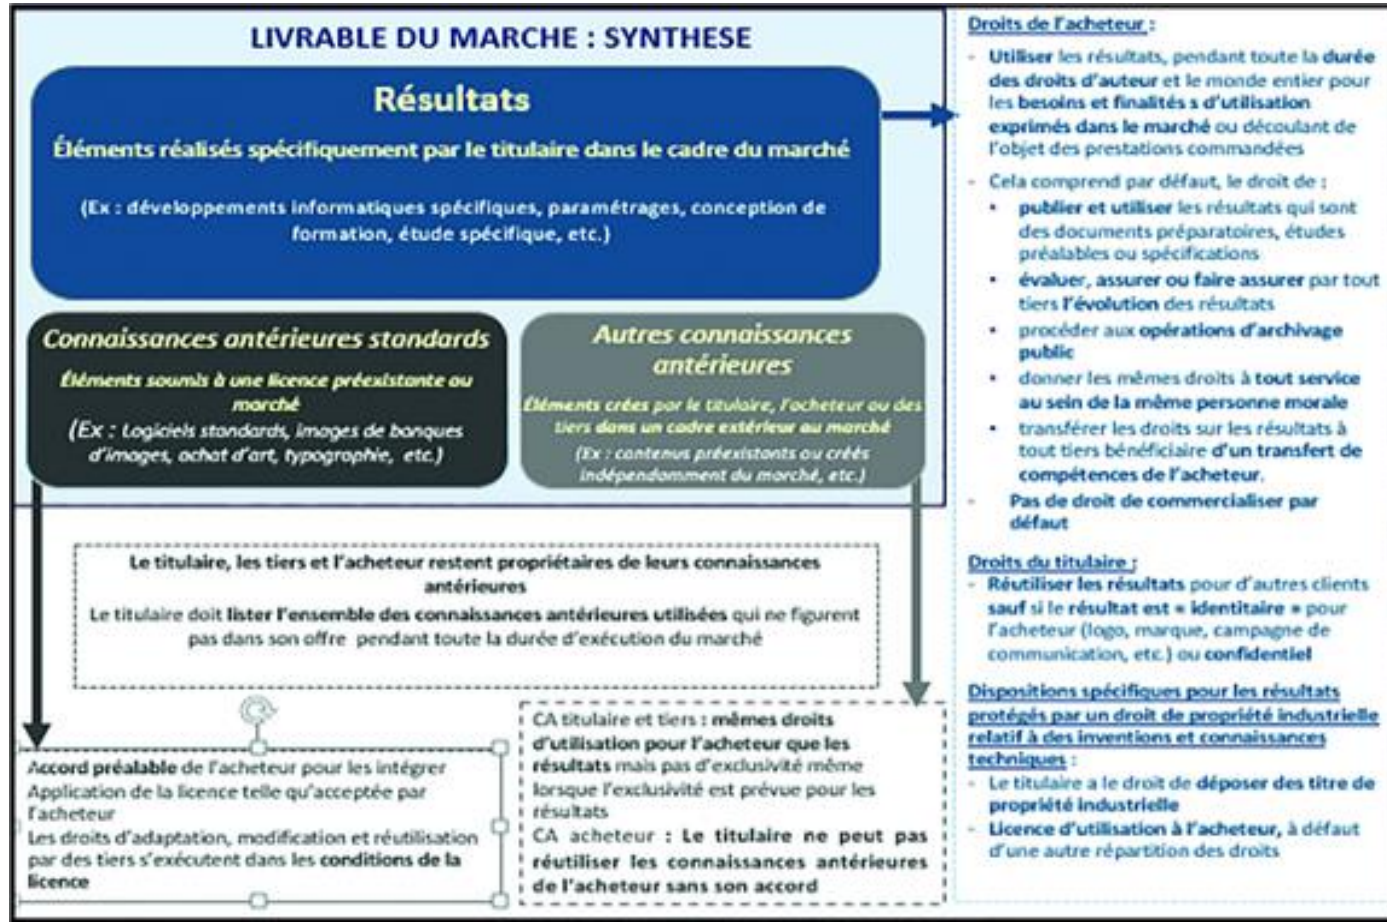 LIVRABLE DU MARCHE : SYNTHESE
Résultats
Éléments réalisés spécifiquement par le titulaire dans le cadre du marché
(Ex : développements informatiques spécifiques, paramétrages, conception de
formation, étude spécifique, etc.)
Connaissances antérieures standards
Éléments soumis à une licence préexistante au
marché
(Ex : Logiciels standards, images de banques
d'images, achat d'art, typographie, etc.)
Autres connaissances
antérieures
Éléments crées par le titulaire, l'acheteur ou des
tiers dans un cadre extérieur au marché
(Ex : contenus préexistants ou créés
indépendamment du marché, etc.)
Le titulaire, les tiers et l'acheteur restent propriétaires de leurs connaissances
antérieures
Le titulaire doit lister l'ensemble des connaissances antérieures utilisées qui ne figurent
pas dans son offre pendant toute la durée d'exécution du marché
Accord préalable de l'acheteur pour les intégrer
Application de la licence telle qu'acceptée par
l'acheteur
Les droits d'adaptation, modification et réutilisation
par des tiers s'exécutent dans les conditions de la
licence
CA titulaire et tiers : mêmes droits
d'utilisation pour l'acheteur que les
résultats mais pas d'exclusivité même
lorsque l'exclusivité est prévue pour les
résultats
CA acheteur : Le titulaire ne peut pas
réutiliser les connaissances antérieures
de l'acheteur sans son accord
Droits de l'acheteur :
- Utiliser les résultats, pendant toute la durée
des droits d'auteur et le monde entier pour
les besoins et finalités s d'utilisation
exprimés dans le marché ou découlant de
l'objet des prestations commandées
- Cela comprend par défaut, le droit de :
• publier et utiliser les résultats qui sont
des documents préparatoires, études
préalables ou spécifications
• évaluer, assurer ou faire assurer par tout
tiers l'évolution des résultats
• procéder aux opérations d'archivage
public
• donner les mêmes droits à tout service
au sein de la même personne morale
• transférer les droits sur les résultats à
tout tiers bénéficiaire d'un transfert de
compétences de l'acheteur.
- Pas de droit de commercialiser par
défaut
Droits du titulaire :
- Réutiliser les résultats pour d'autres clients
sauf si le résultat est « identitaire » pour
l'acheteur (logo, marque, campagne de
communication, etc.) ou confidentiel
Dispositions spécifiques pour les résultats
protégés par un droit de propriété industrielle
relatif à des inventions et connaissances
techniques :
- Le titulaire a le droit de déposer des titre de
propriété industrielle
- Licence d'utilisation à l'acheteur, à défaut
d'une autre répartition des droits